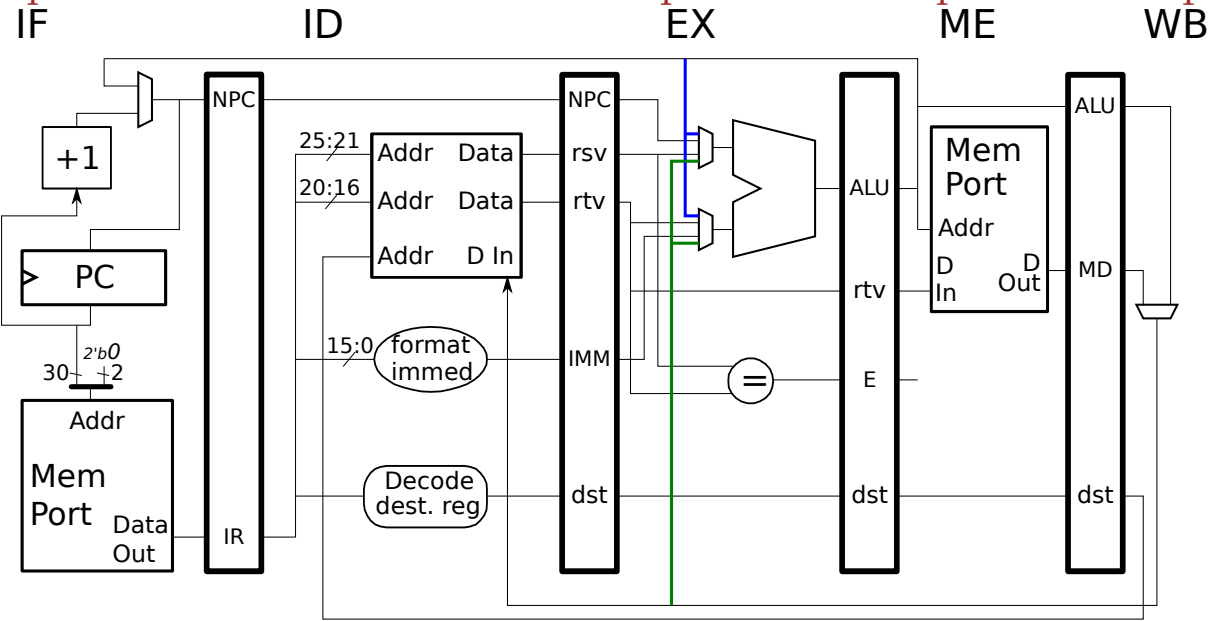 IF ID EX ME WB
NPC NPC ALU
+1
25:21 Addr Data rsv
20:16 Addr Data rtv
Addr D In
Mem
Port
ALU
Addr
PC
D
In
D
Out
MD
rtv
2'b0
30 2
15:0
format
immed
IMM
=
E
Addr
Mem
Port
Data
Out
IR
Decode
dest. reg
dst dst dst